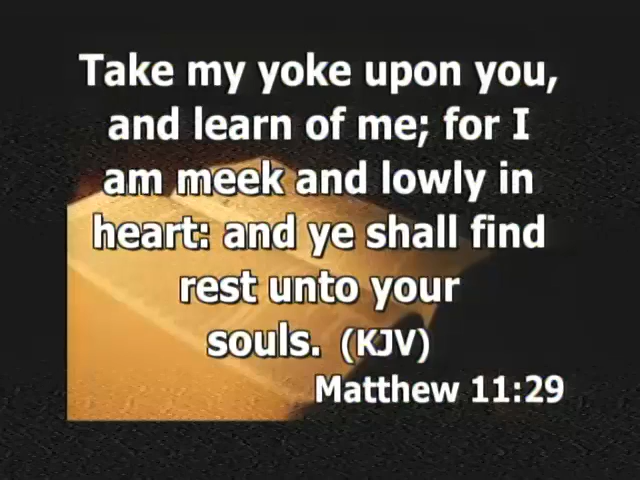 Take my yoke upon you,
and learn of me; for I
am meek and lowly in
heart: and ye shall find
rest unto your
souls. (KJV)
Matthew 11:29